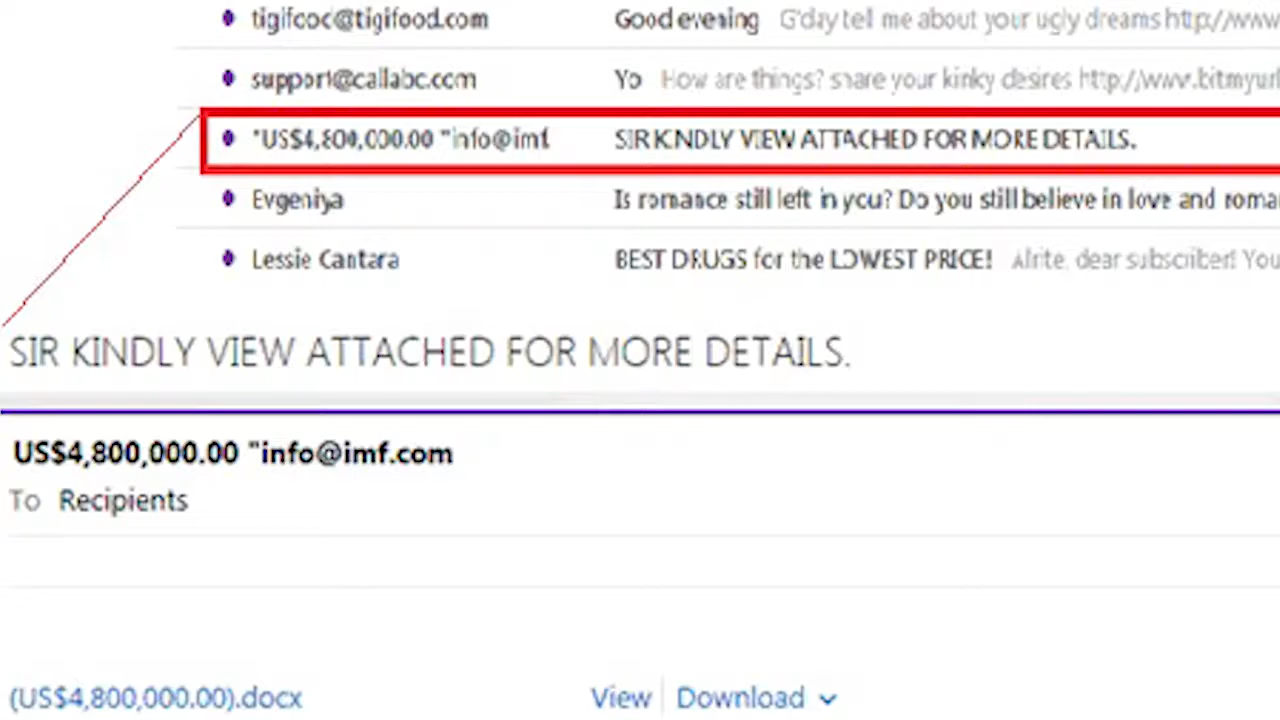 tigifcoc@tigifood.com Good evening G'day tell me about your ugly dreams http://www
support@callabc.com Yo How are things? share your kinky desires http://www.bitmyurl
"US$4,800,000.00 "info@imf SIR KINDLY VIEW ATTACHED FOR MORE DETAILS.
Evgeniya Is romance still left in you? Do you still believe in love and roma
Lessie Cantara BEST DRUGS for the LOWEST PRICE! Alrite, dear subscriber! You
SIR KINDLY VIEW ATTACHED FOR MORE DETAILS.
US$4,800,000.00 "info@imf.com
To Recipients
(US$4,800,000.00).docx View Download